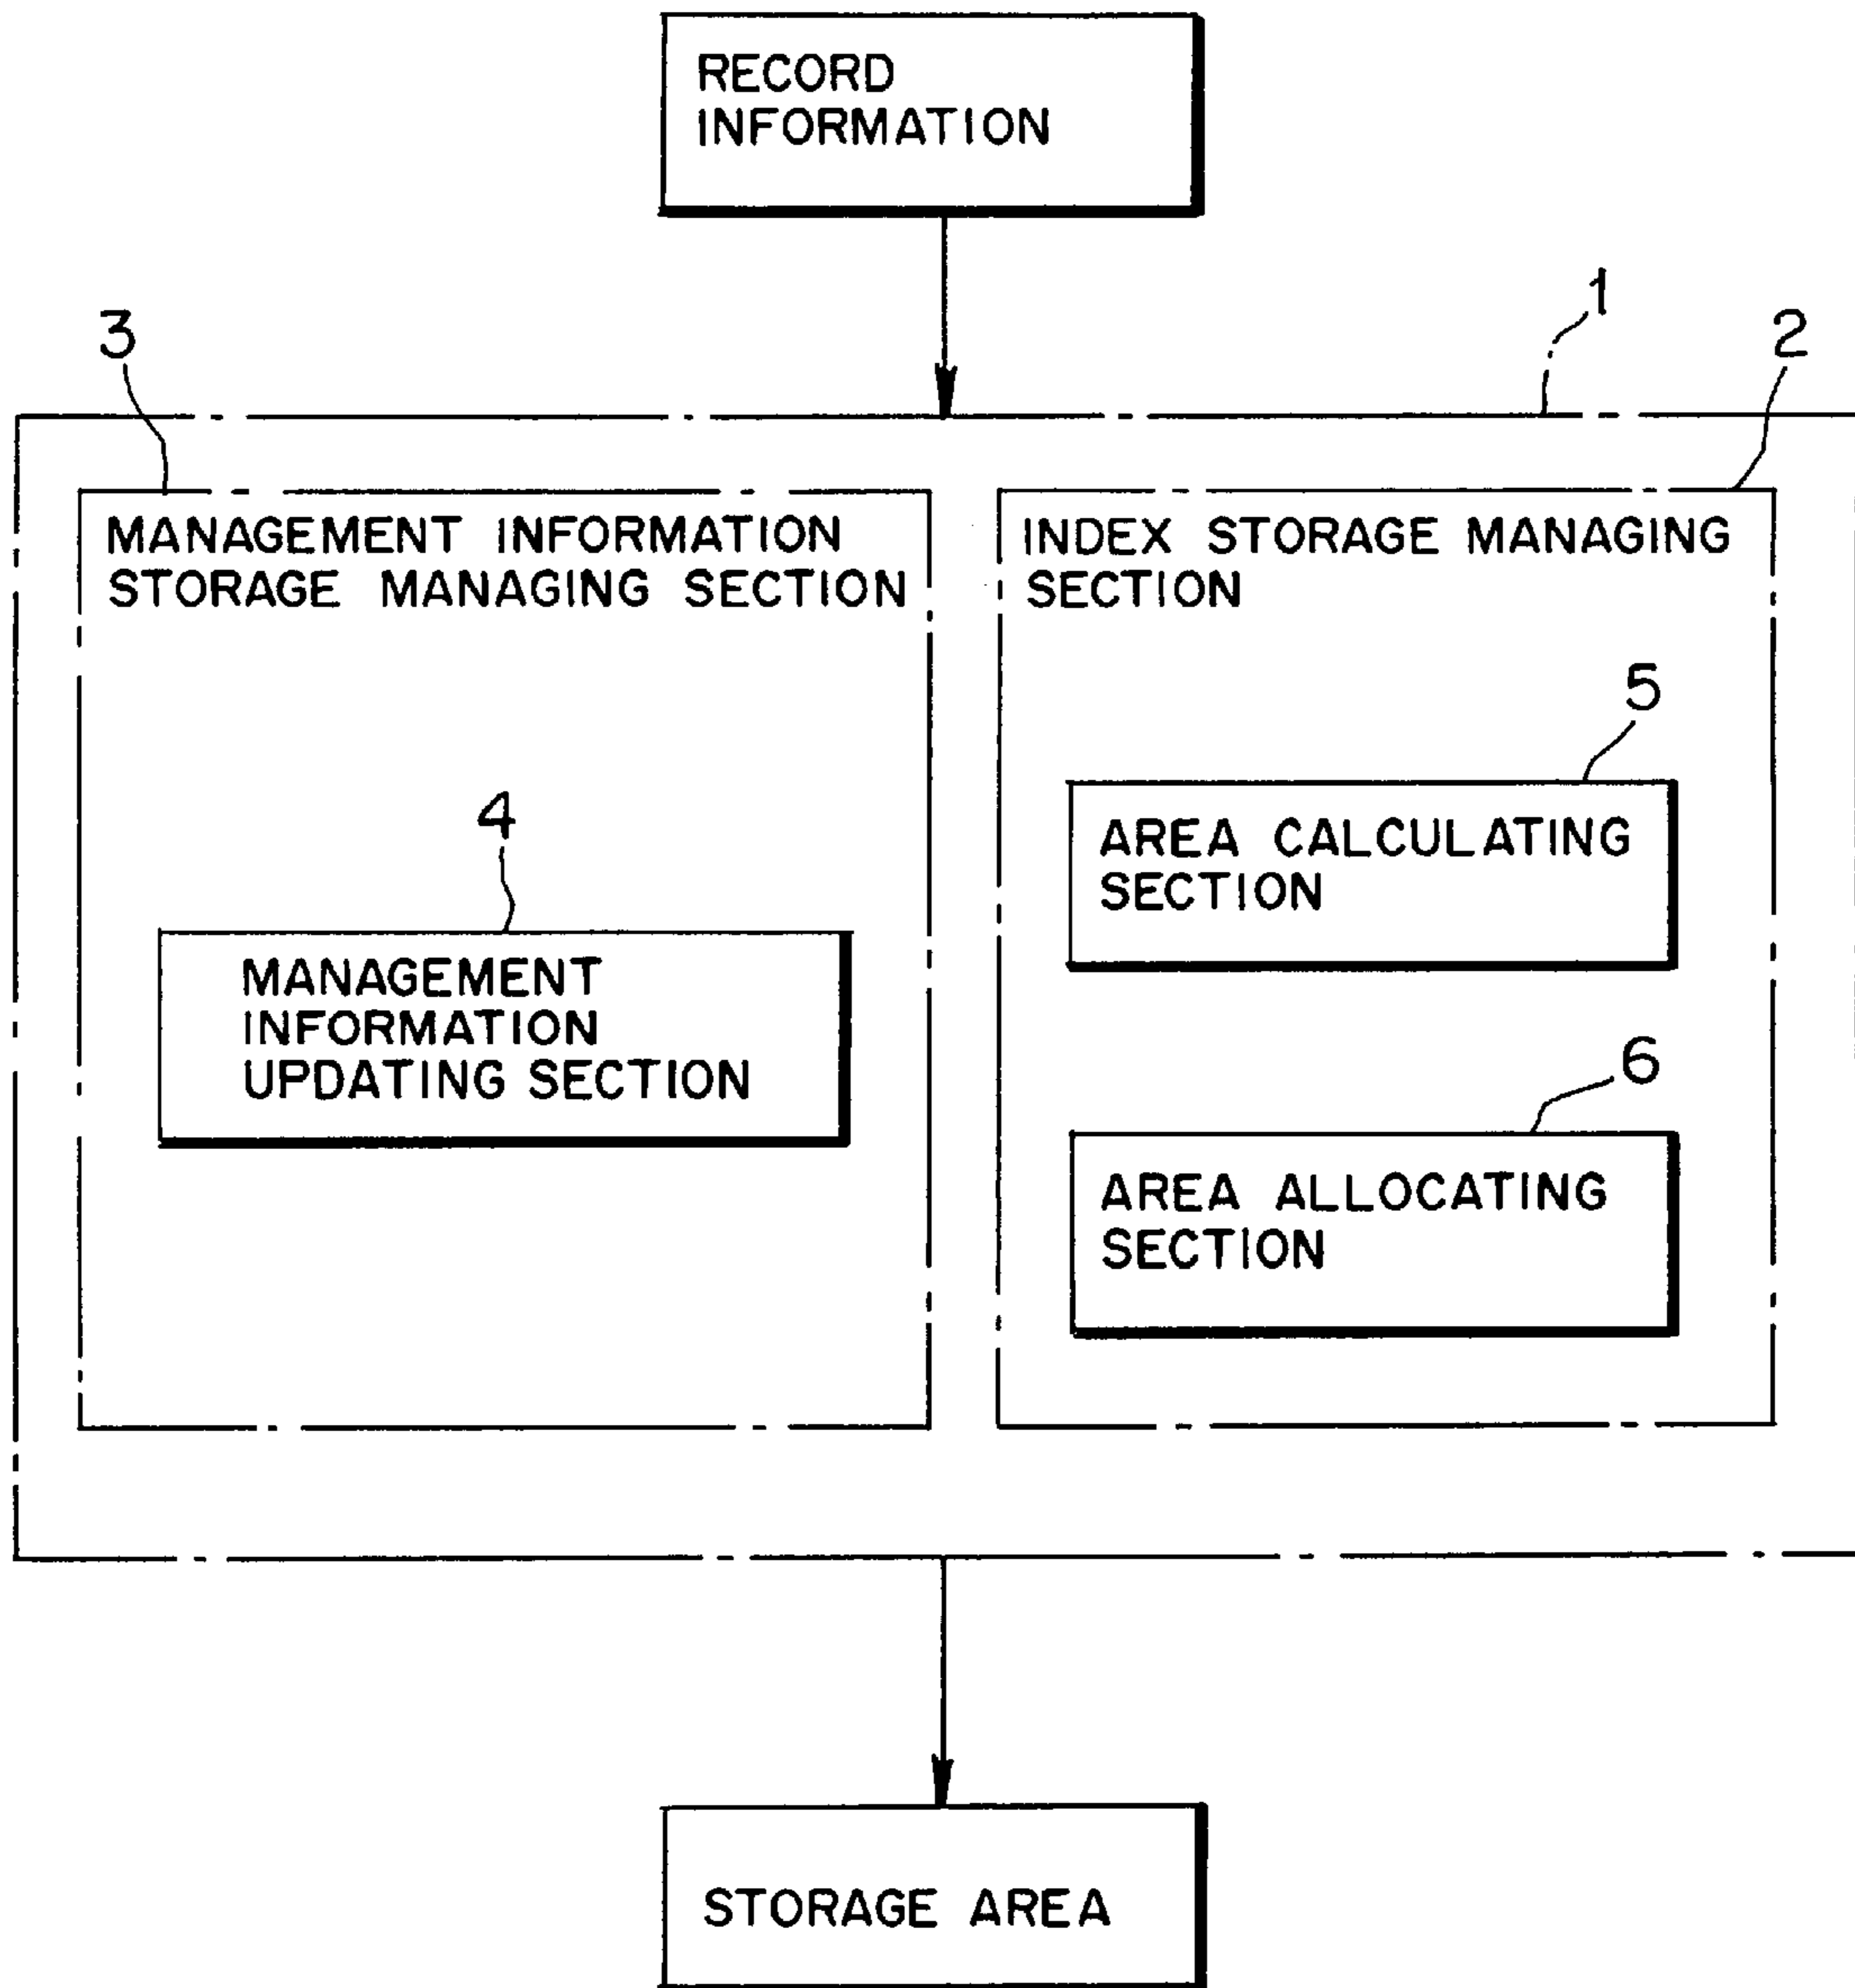 RECORD
INFORMATION
1
2
3
MANAGEMENT INFORMATION
STORAGE MANAGING SECTION
INDEX STORAGE MANAGING
SECTION
4
MANAGEMENT
INFORMATION
UPDATING SECTION
5
AREA CALCULATING
SECTION
6
AREA ALLOCATING
SECTION
STORAGE AREA